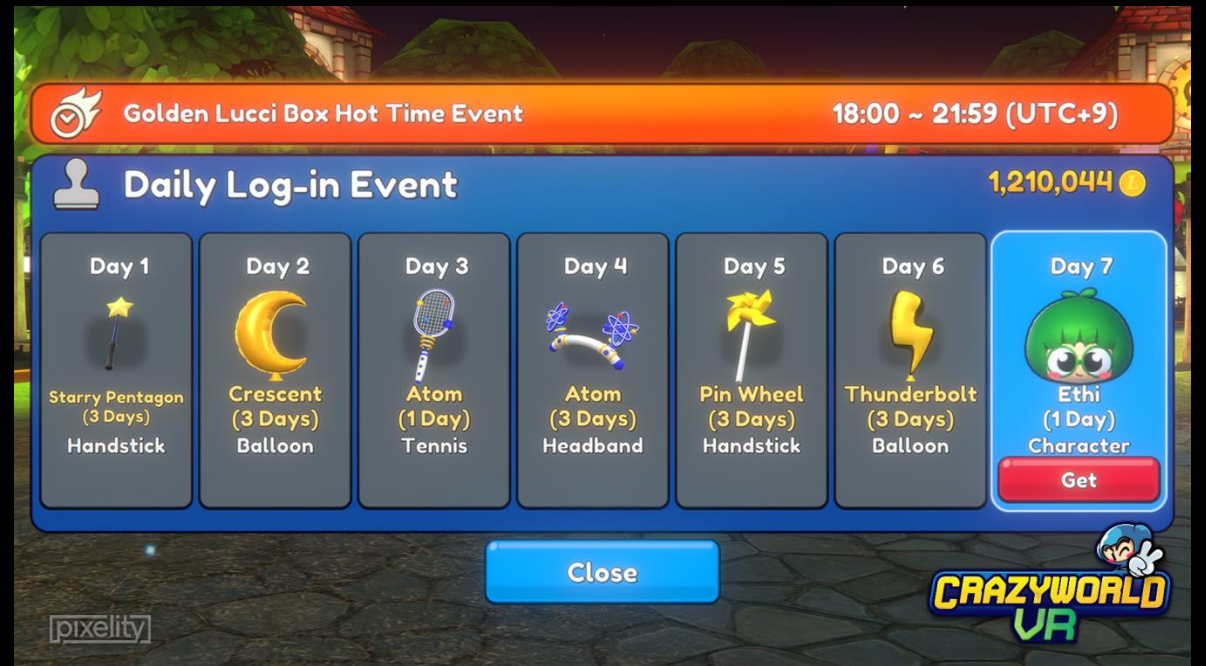 Golden Lucci Box Hot Time Event
18:00 ~ 21:59 (UTC+9)
Daily Log-in Event
1,210,044
Day 1
Starry Pentagon
(3 Days)
Handstick
Day 2
Crescent
(3 Days)
Balloon
Day 3
Atom
(1 Day)
Tennis
Day 4
Atom
(3 Days)
Headband
Day 5
Pin Wheel
(3 Days)
Handstick
Day 6
Thunderbolt
(3 Days)
Balloon
Day 7
Ethi
(1 Day)
Character
Get
Close
pixelity
CRAZYWORLD
VR